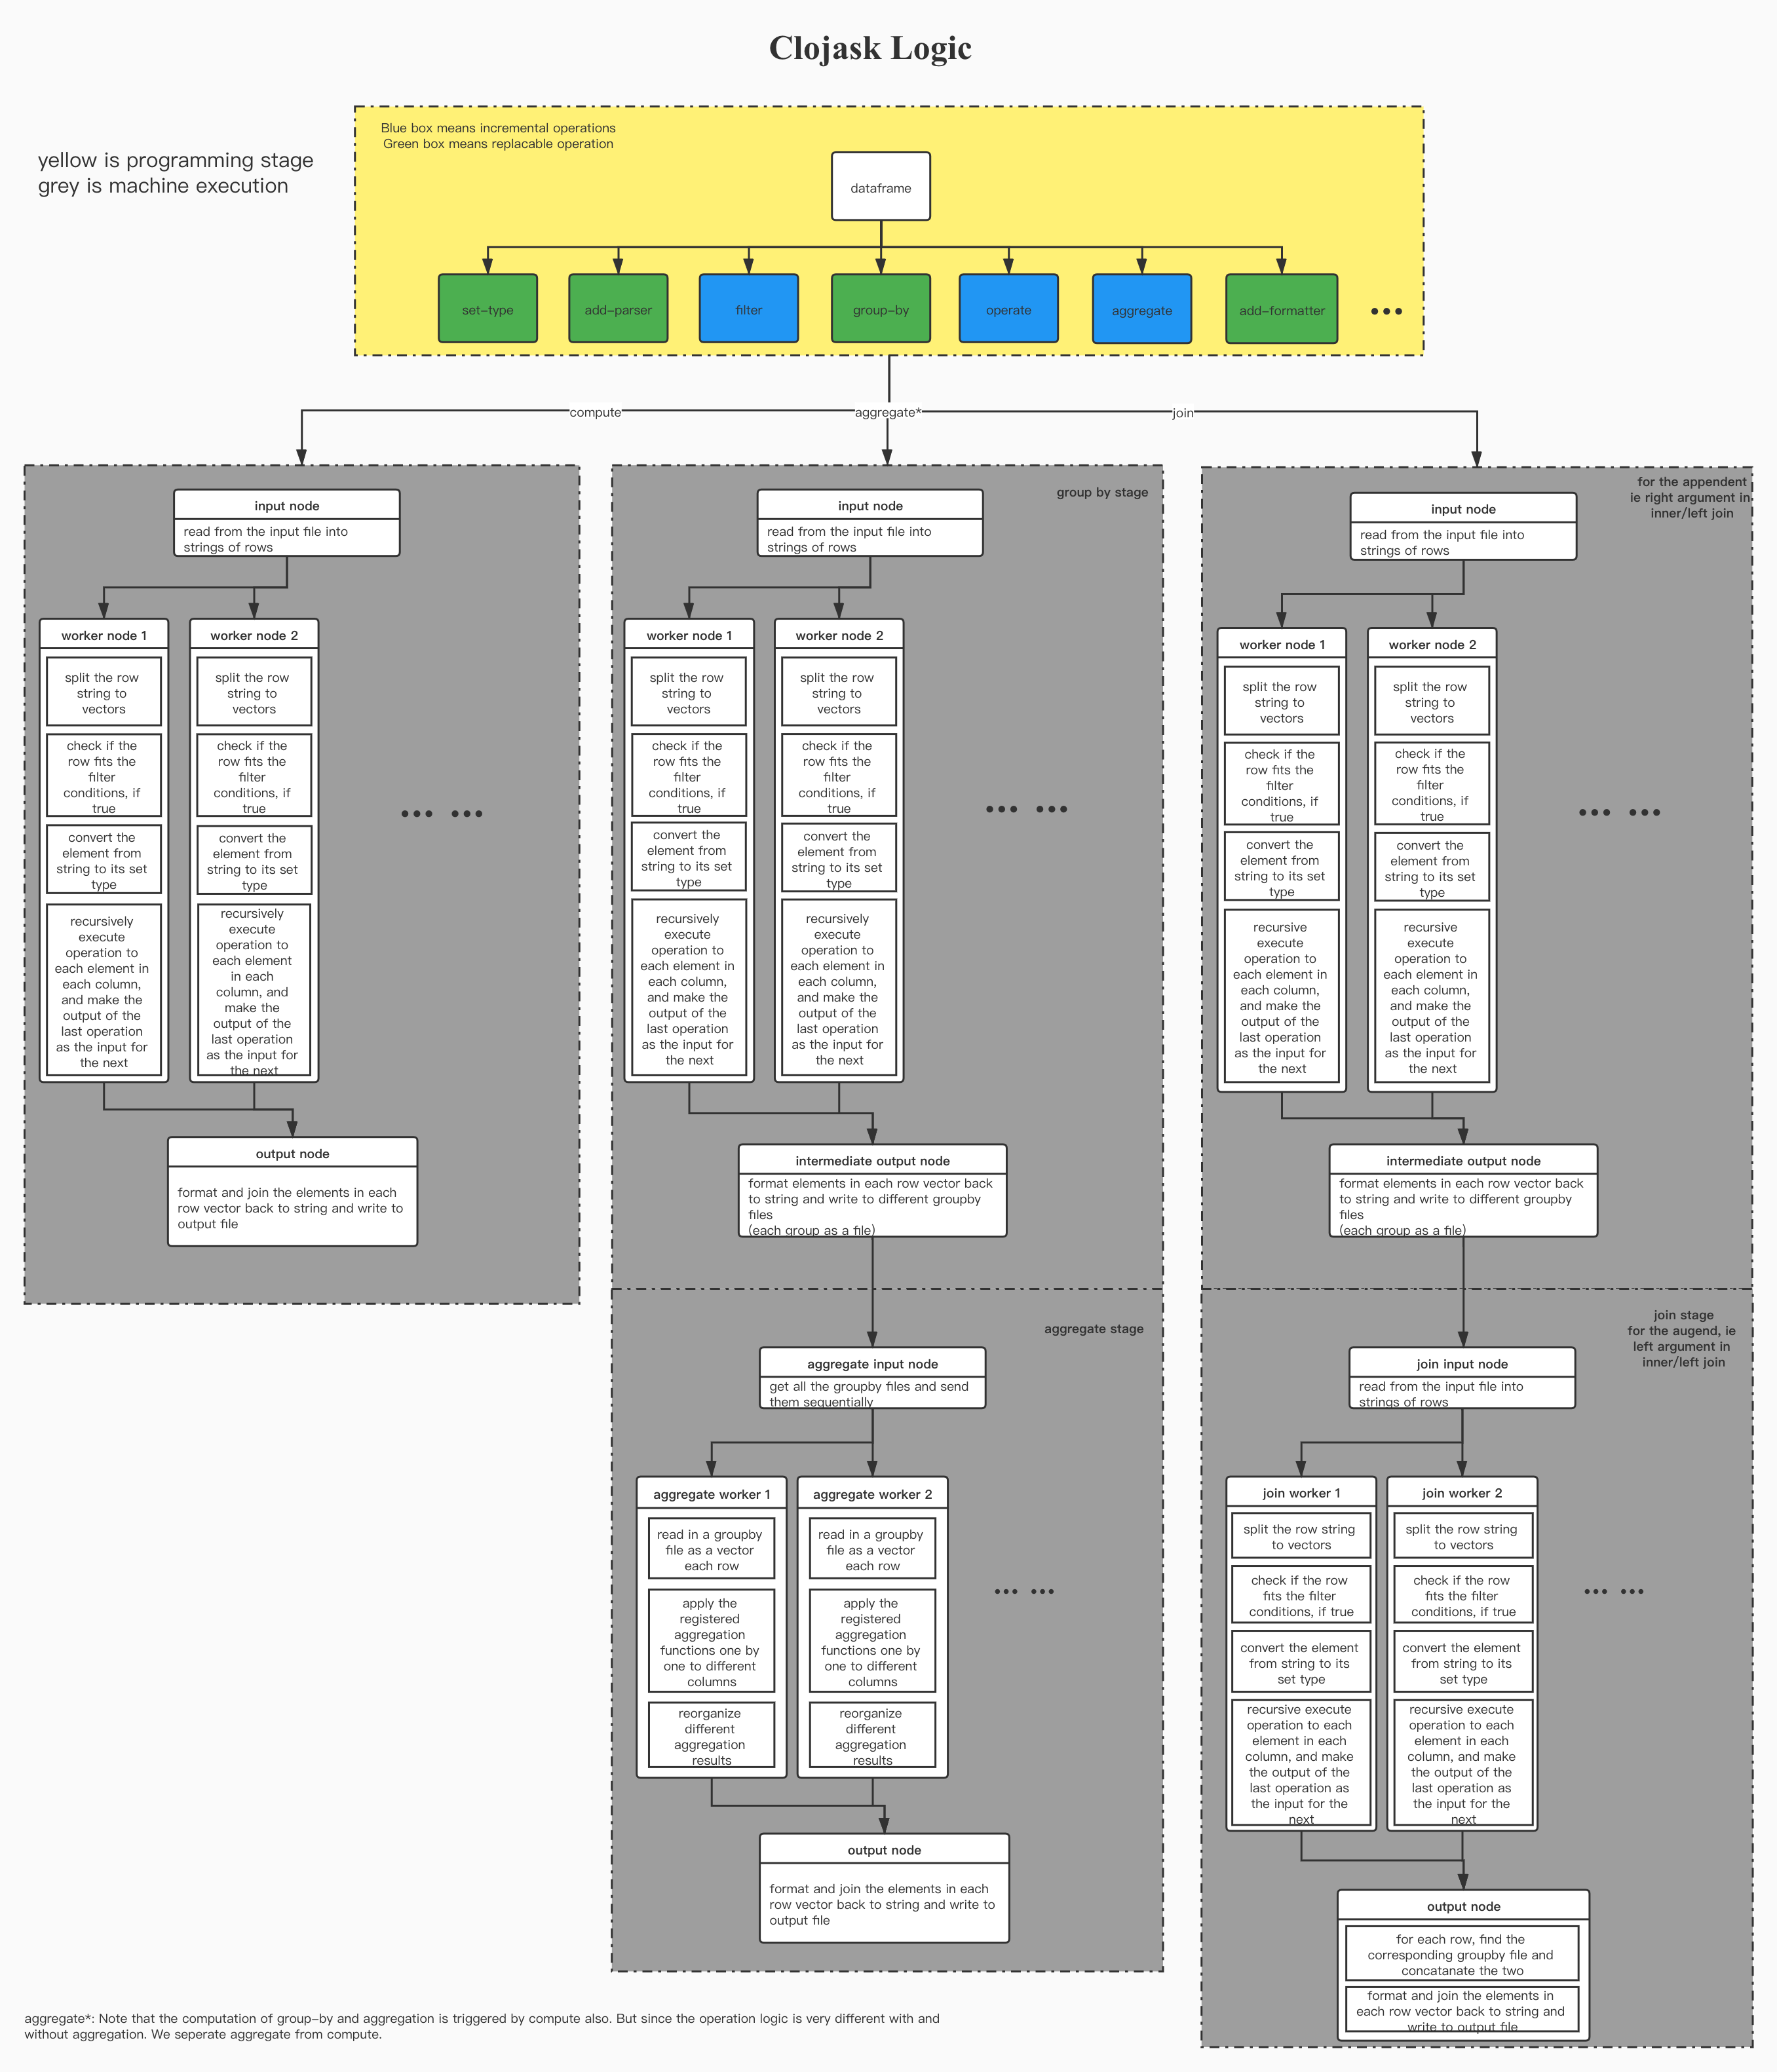 Clojask Logic
yellow is programming stage
grey is machine execution
Blue box means incremental operations
Green box means replacable operation
dataframe
set-type
add-parser
filter
group-by
operate
aggregate
add-formatter
•••
compute
aggregate*
join
input node
read from the input file into
strings of rows
worker node 1
split the row
string to
vectors
check if the
row fits the
filter
conditions, if
true
convert the
element from
string to its set
type
recursively
execute
operation to
each element in
each column,
and make the
output of the
last operation
as the input for
the next
worker node 2
split the row
string to
vectors
check if the
row fits the
filter
conditions, if
true
convert the
element from
string to its set
type
recursively
execute
operation to
each element
in each
column, and
make the
output of the
last operation
as the input for
the next
••• •••
output node
format and join the elements in each
row vector back to string and write to
output file
group by stage
input node
read from the input file into
strings of rows
worker node 1
split the row
string to
vectors
check if the
row fits the
filter
conditions, if
true
convert the
element from
string to its set
type
recursively
execute
operation to
each element in
each column,
and make the
output of the
last operation
as the input for
the next
worker node 2
split the row
string to
vectors
check if the
row fits the
filter
conditions, if
true
convert the
element from
string to its set
type
recursively
execute
operation to
each element in
each column,
and make the
output of the
last operation
as the input for
the next
••• •••
intermediate output node
format elements in each row vector back
to string and write to different groupby
files
(each group as a file)
aggregate stage
aggregate input node
get all the groupby files and send
them sequentially
aggregate worker 1
read in a groupby
file as a vector
each row
apply the
registered
aggregation
functions one by
one to different
columns
reorganize
different
aggregation
results
aggregate worker 2
read in a groupby
file as a vector
each row
apply the
registered
aggregation
functions one by
one to different
columns
reorganize
different
aggregation
results
••• •••
output node
format and join the elements in each
row vector back to string and write to
output file
for the appendent
ie right argument in
inner/left join
input node
read from the input file into
strings of rows
worker node 1
split the row
string to
vectors
check if the
row fits the
filter
conditions, if
true
convert the
element from
string to its set
type
recursive
execute
operation to
each element in
each column,
and make the
output of the
last operation
as the input for
the next
worker node 2
split the row
string to
vectors
check if the
row fits the
filter
conditions, if
true
convert the
element from
string to its set
type
recursive
execute
operation to
each element in
each column,
and make the
output of the
last operation
as the input for
the next
••• •••
intermediate output node
format elements in each row vector back
to string and write to different groupby
files
(each group as a file)
join stage
for the augend, ie
left argument in
inner/left join
join input node
read from the input file into
strings of rows
join worker 1
split the row string
to vectors
check if the row
fits the filter
conditions, if true
convert the element
from string to its
set type
recursive execute
operation to each
element in each
column, and make
the output of the
last operation as
the input for the
next
join worker 2
split the row string
to vectors
check if the row
fits the filter
conditions, if true
convert the element
from string to its
set type
recursive execute
operation to each
element in each
column, and make
the output of the
last operation as
the input for the
next
••• •••
output node
for each row, find the
corresponding groupby file and
concatanate the two
format and join the elements in
each row vector back to string and
write to output file
aggregate*: Note that the computation of group-by and aggregation is triggered by compute also. But since the operation logic is very different with and
without aggregation. We seperate aggregate from compute.